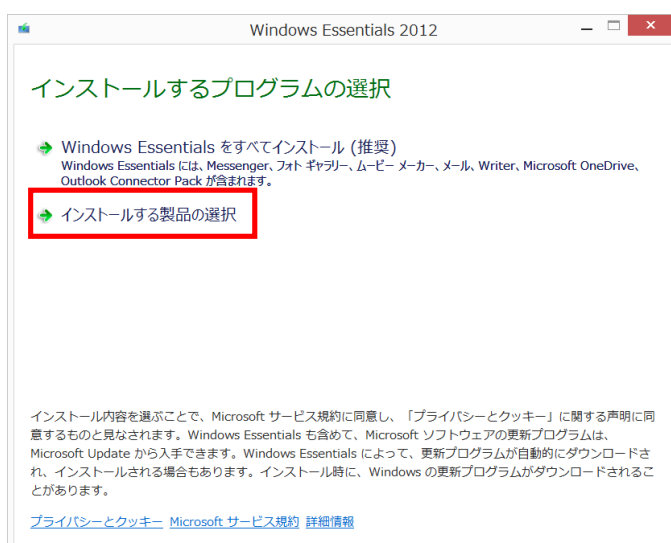 Windows Essentials 2012
インストールするプログラムの選択
Windows Essentials をすべてインストール (推奨)
Windows Essentials には、Messenger、フォト ギャラリー、ムービー メーカー、メール、Writer、Microsoft OneDrive、
Outlook Connector Pack が含まれます。
インストールする製品の選択
インストール内容を選ぶことで、Microsoft サービス規約に同意し、「プライバシーとクッキー」に関する声明に同
意するものと見なされます。Windows Essentials も含めて、Microsoft ソフトウェアの更新プログラムは、
Microsoft Update から入手できます。Windows Essentials によって、更新プログラムが自動的にダウンロードさ
れ、インストールされる場合もあります。インストール時に、Windows の更新プログラムがダウンロードされるこ
とがあります。
プライバシーとクッキー Microsoft サービス規約 詳細情報